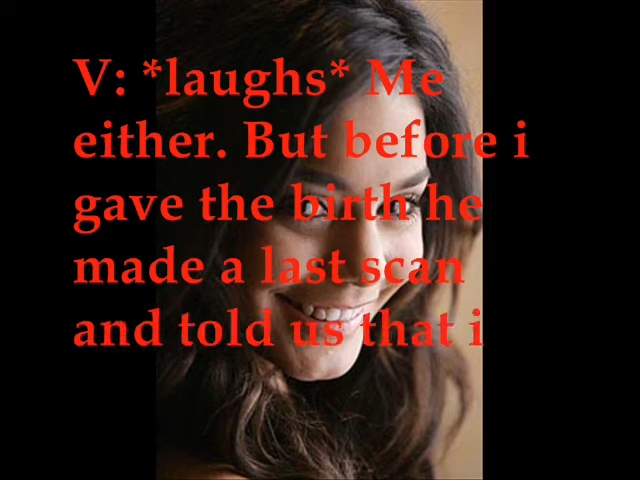 V: *laughs* Me
either. But before i
gave the birth he
made a last scan
and told us that i